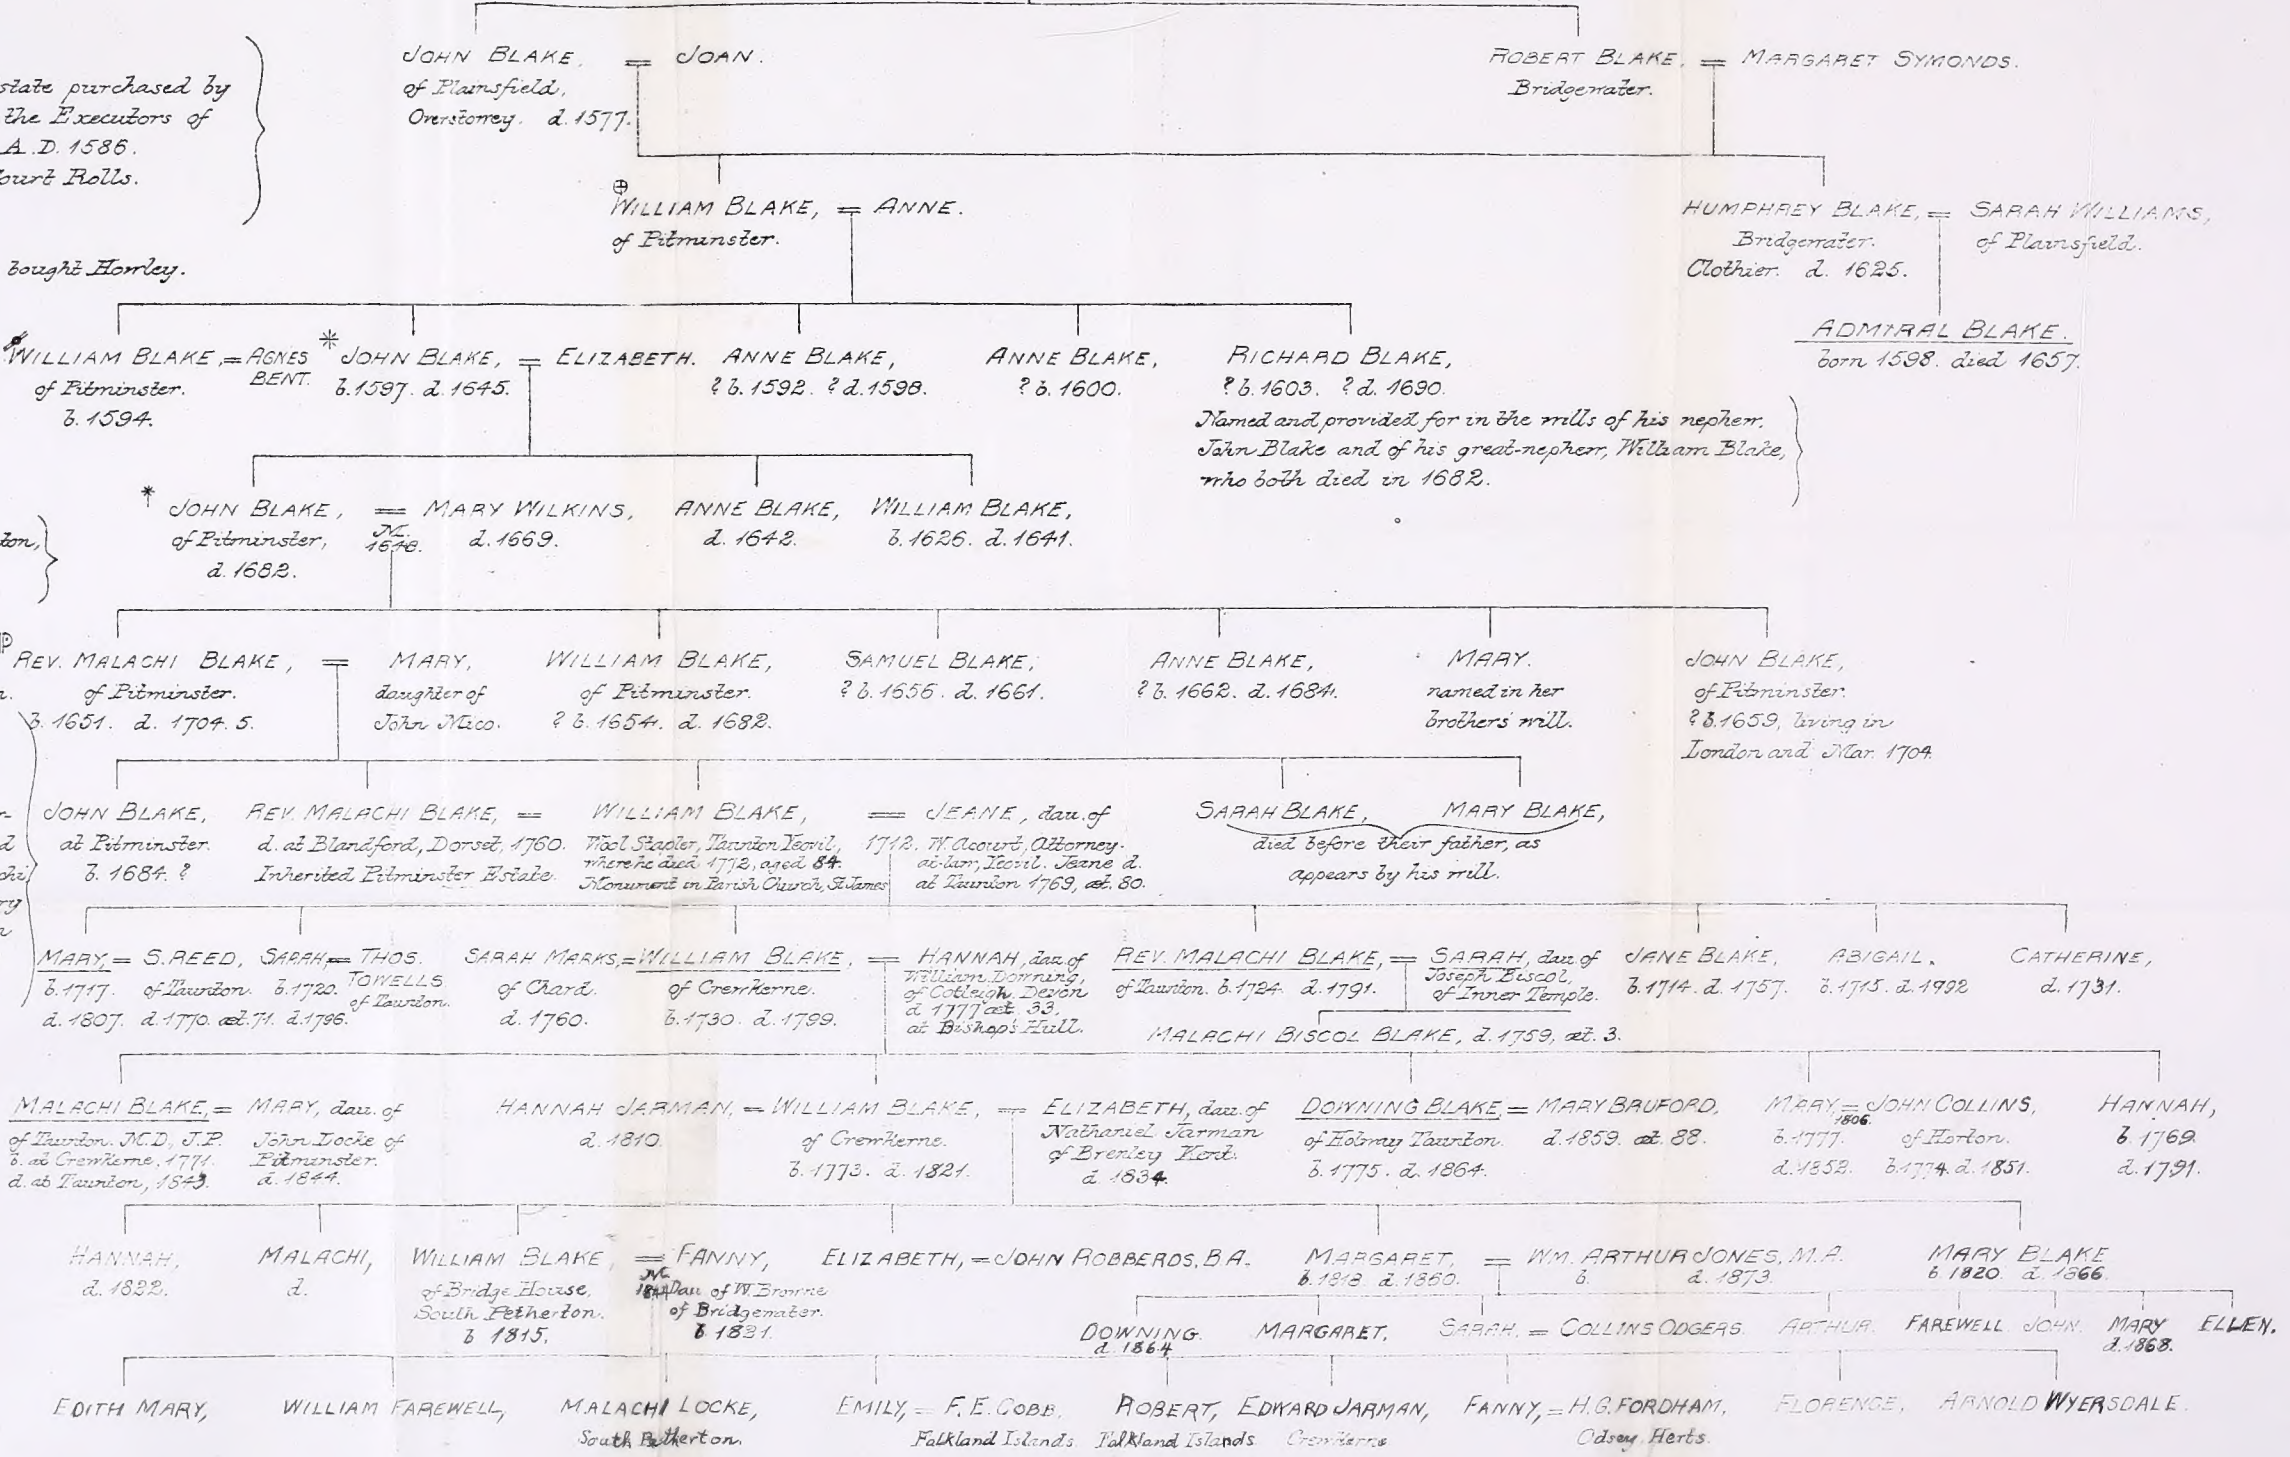 JOHN BLAKE, = JOAN.
of Plainsfield,
Overstowey. d. 1577.
ROBERT BLAKE, = MARGARET SYMONDS.
Bridgewater.
state purchased by
the Executors of
A.D. 1586.
Court Rolls.
bought Howley.
WILLIAM BLAKE, = ANNE.
of Pitminster.
HUMPHREY BLAKE, = SARAH WILLIAMS,
Bridgewater. of Plainsfield.
Clothier. d. 1625.
ADMIRAL BLAKE.
born 1598. died 1657.
WILLIAM BLAKE, = AGNES BENT.
of Pitminster.
b. 1594.
* JOHN BLAKE, = ELIZABETH.
b. 1597. d. 1645.
ANNE BLAKE,
? b. 1592. ? d. 1598.
ANNE BLAKE,
? b. 1600.
RICHARD BLAKE,
? b. 1603. ? d. 1690.
Named and provided for in the wills of his nephew,
John Blake and of his great-nephew, William Blake,
who both died in 1682.
ton,
* JOHN BLAKE, = MARY WILKINS,
of Pitminster, M. d. 1669.
d. 1682.
ANNE BLAKE,
d. 1642.
WILLIAM BLAKE,
b. 1626. d. 1641.
REV. MALACHI BLAKE, = MARY,
of Pitminster. daughter of
b. 1651. d. 1704.5. John Mico.
WILLIAM BLAKE,
of Pitminster.
? b. 1654. d. 1682.
SAMUEL BLAKE,
? b. 1656. d. 1661.
ANNE BLAKE,
? b. 1662. d. 1684.
MARY.
named in her
brothers' will.
JOHN BLAKE,
of Pitminster.
? b. 1659, living in
London and Mar. 1704
JOHN BLAKE,
at Pitminster.
b. 1684. ?
REV. MALACHI BLAKE, =
d. at Blandford, Dorset, 1760.
Inherited Pitminster Estate.
WILLIAM BLAKE, = JEANE, dau. of
Wool Stapler, Taunton Yeovil, 1712. W. Acourt, Attorney-
where he died 1772, aged 84. at-law, Yeovil. Jeane d.
Monument in Parish Church, St James at Taunton 1769, æt. 80.
SARAH BLAKE, MARY BLAKE,
died before their father, as
appears by his will.
MARY, = S. REED,
b. 1717. of Taunton.
d. 1807. d. 1770. æt. 71.
SARAH, = THOS. TOWELLS
b. 1720. of Taunton.
d. 1796.
SARAH MARKS, = WILLIAM BLAKE, = HANNAH, dau. of
of Chard. of Crewkerne. William Downing,
d. 1760. b. 1730. d. 1799. of Cotleigh, Devon
d. 1777 æt. 33.
at Bishop's Hull.
REV. MALACHI BLAKE, = SARAH, dau. of
of Taunton. b. 1724. d. 1791. Joseph Biscol,
of Inner Temple.
MALACHI BISCOL BLAKE, d. 1759, æt. 3.
JANE BLAKE,
b. 1714. d. 1757.
ABIGAIL.
b. 1715. d. 1992
CATHERINE,
d. 1731.
MALACHI BLAKE, = MARY, dau. of
of Taunton. M.D., J.P. John Locke of
b. at Crewkerne, 1771. Pitminster.
d. at Taunton, 1843. d. 1844.
HANNAH JARMAN, = WILLIAM BLAKE, = ELIZABETH, dau. of
d. 1810. of Crewkerne. Nathaniel Jarman
b. 1773. d. 1821. of Brenley Kent.
d. 1834.
DOWNING BLAKE, = MARY BRUFORD,
of Holway Taunton. d. 1859. æt. 88.
b. 1775. d. 1864.
MARY, = JOHN COLLINS,
1806.
b. 1777. of Horton.
d. 1852. b. 1774. d. 1851.
HANNAH,
b. 1769.
d. 1791.
HANNAH,
d. 1822.
MALACHI,
d.
WILLIAM BLAKE = FANNY,
of Bridge House, M. Dau. of W. Browne
South Petherton. of Bridgewater.
b 1815. b. 1821.
ELIZABETH, = JOHN ROBBERDS, B.A.
MARGARET, = WM. ARTHUR JONES, M.A.
b. 1818. d. 1860. b. d. 1873.
MARY BLAKE
b 1820. d. 1866.
DOWNING. MARGARET, SARAH, = COLLINS ODGERS. ARTHUR. FAREWELL JOHN. MARY ELLEN.
d. 1864 d. 1868.
EDITH MARY, WILLIAM FAREWELL, MALACHI LOCKE, EMILY, = F. E. COBB, ROBERT, EDWARD JARMAN, FANNY, = H. G. FORDHAM, FLORENCE, ARNOLD WYERSDALE.
South Petherton. Falkland Islands. Falkland Islands. Crewkerne Odsey, Herts.